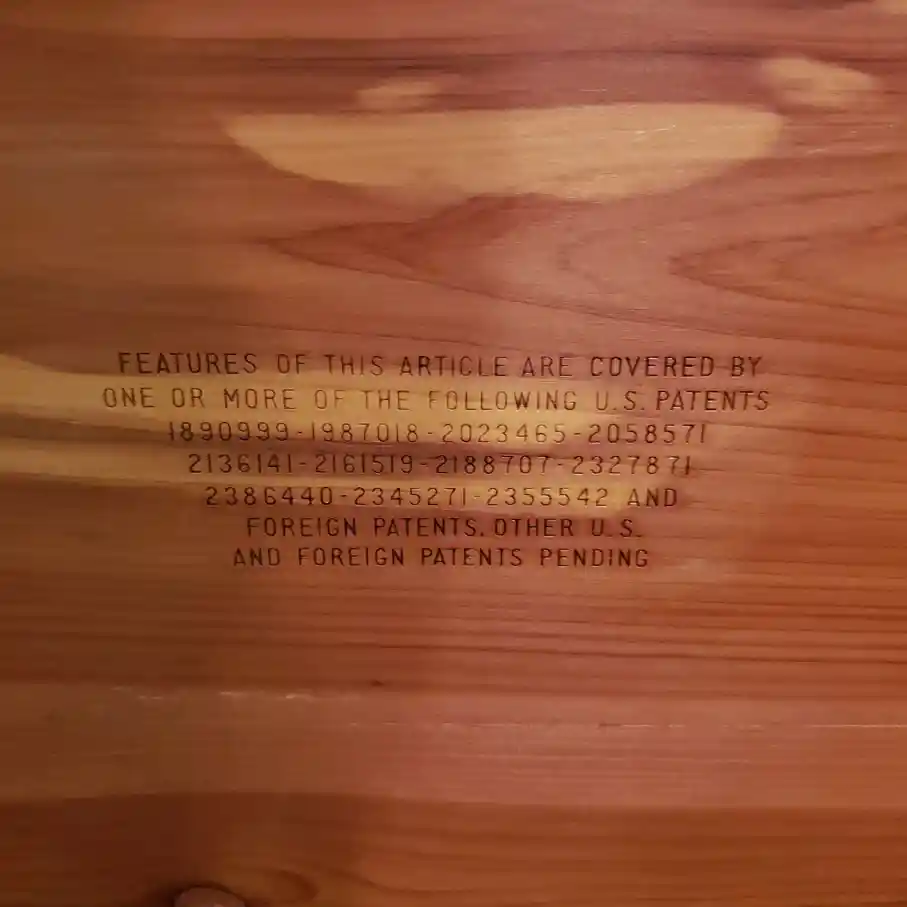 FEATURES OF THIS ARTICLE ARE COVERED BY
ONE OR MORE OF THE FOLLOWING U.S. PATENTS
1890999-1987018-2023465-2058571
2136141-2161519-2188707-2327871
2386440-2345271-2355542 AND
FOREIGN PATENTS. OTHER U.S.
AND FOREIGN PATENTS PENDING